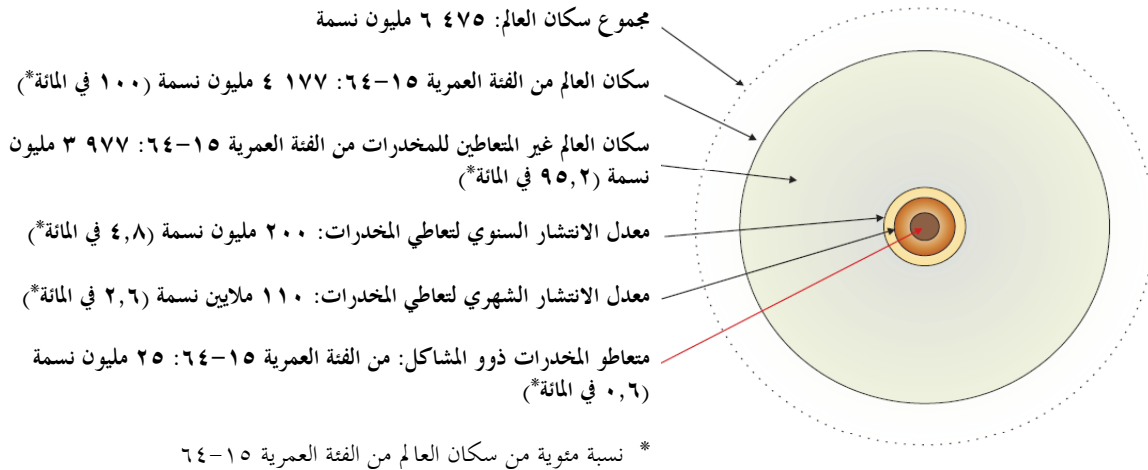 مجموع سكان العالم: ٤٧٥ ٦ مليون نسمة
سكان العالم من الفئة العمرية ١٥-٦٤: ١٧٧ ٤ مليون نسمة (١٠٠ في المائة*)
سكان العالم غير المتعاطين للمخدرات من الفئة العمرية ١٥-٦٤: ٩٧٧ ٣ مليون
نسمة (٩٥,٢ في المائة*)
معدل الانتشار السنوي لتعاطي المخدرات: ٢٠٠ مليون نسمة (٤,٨ في المائة*)
معدل الانتشار الشهري لتعاطي المخدرات: ١١٠ ملايين نسمة (٢,٦ في المائة*)
متعاطو المخدرات ذوو المشاكل: من الفئة العمرية ١٥-٦٤: ٢٥ مليون نسمة
(٠,٦ في المائة*)
* نسبة مئوية من سكان العالم من الفئة العمرية ١٥-٦٤